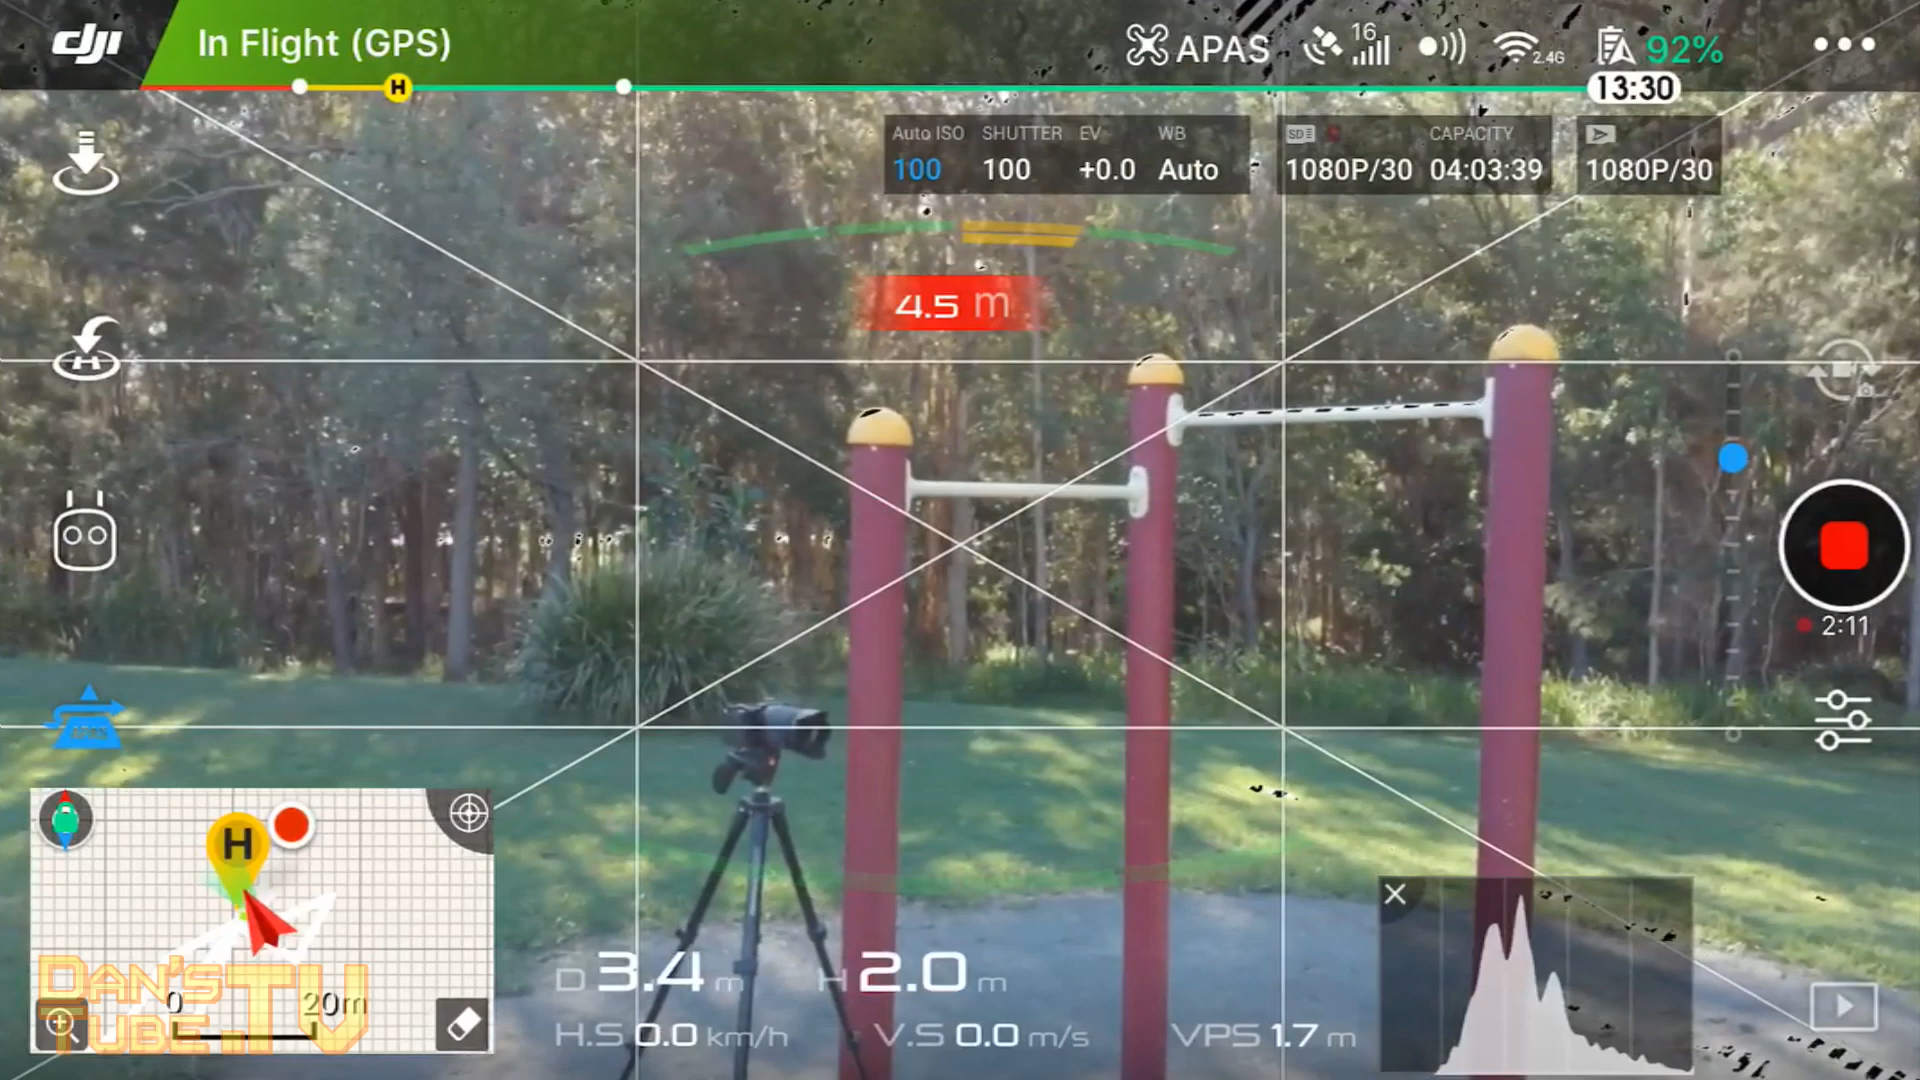 dji In Flight (GPS) APAS 16 2.4G 92%
H 13:30
Auto ISO SHUTTER EV WB SD CAPACITY
100 100 +0.0 Auto 1080P/30 04:03:39 1080P/30
4.5 m
H
2:11
APAS
H
D 3.4 m H 2.0 m
0 20m
H.S 0.0 km/h V.S 0.0 m/s VPS 1.7 m
DAN'S
TUBE.TV